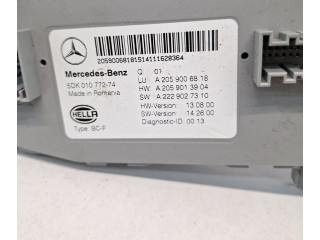 20590068181514111628364
Mercedes-Benz Q 01
5DK 010 772-74 LU A 205 900 68 18
Made in Romania HW: A 205 901 39 04
SW: A 222 902 73 10
HELLA HW-Version: 13.08.00
Type: BC-F SW-Version: 14.26.00
Diagnostic-ID 00.13